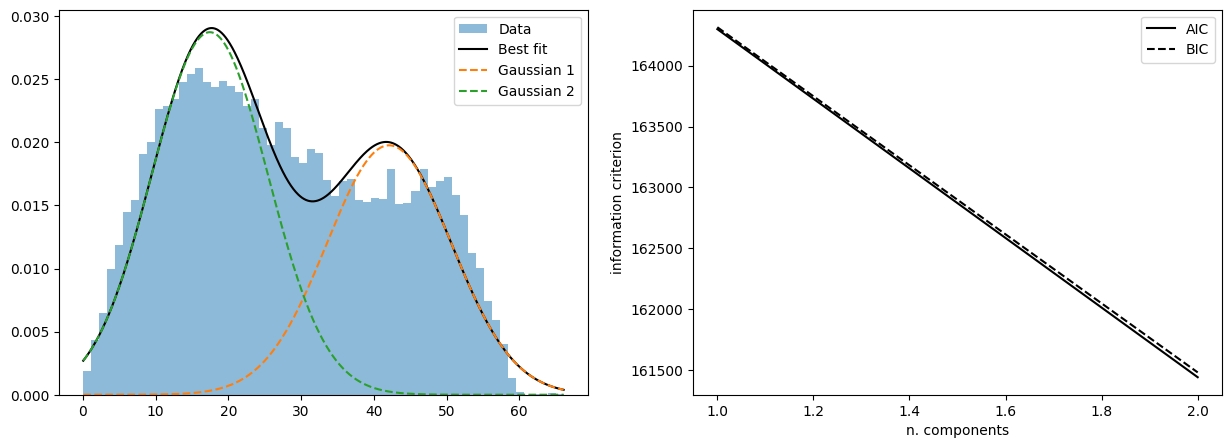 0.030
0.025
0.020
0.015
0.010
0.005
0.000
0 10 20 30 40 50 60
Data
Best fit
Gaussian 1
Gaussian 2
information criterion
164000
163500
163000
162500
162000
161500
1.0 1.2 1.4 1.6 1.8 2.0
n. components
AIC
BIC